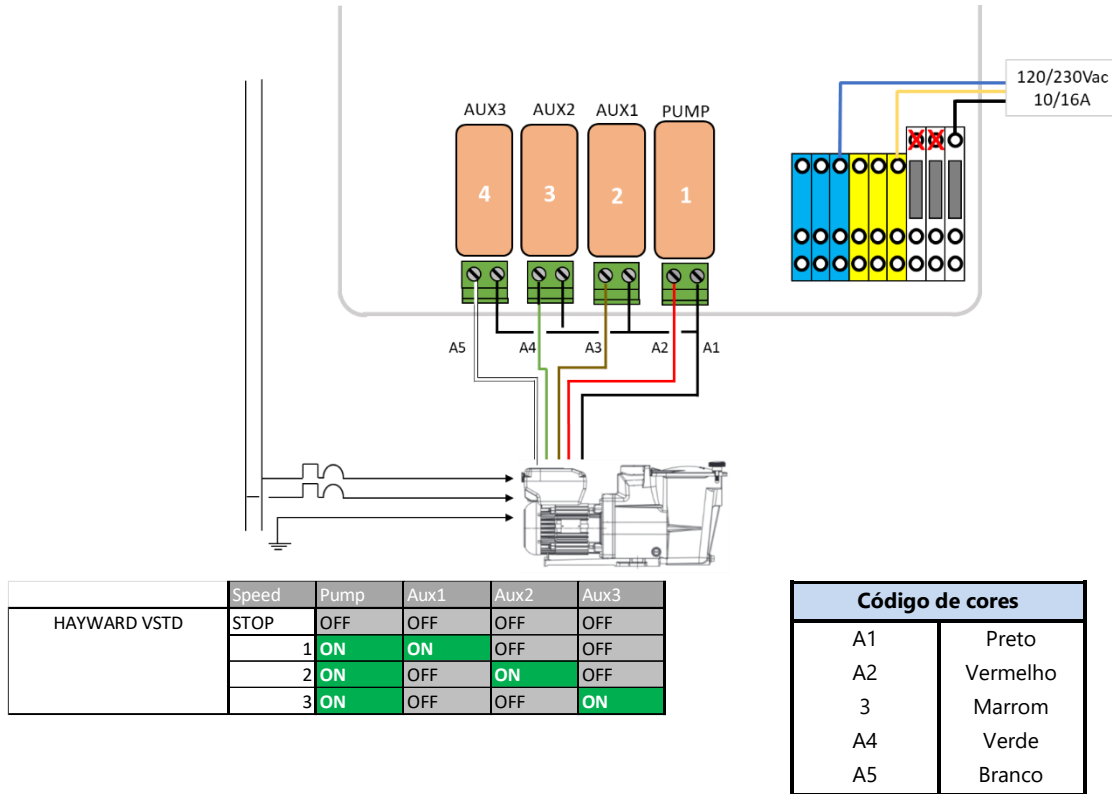 120/230Vac
10/16A
AUX3 AUX2 AUX1 PUMP
4 3 2 1
A5 A4 A3 A2 A1
Speed Pump Aux1 Aux2 Aux3
HAYWARD VSTD STOP OFF OFF OFF OFF
1 ON ON OFF OFF
2 ON OFF ON OFF
3 ON OFF OFF ON
Código de cores
A1 Preto
A2 Vermelho
3 Marrom
A4 Verde
A5 Branco